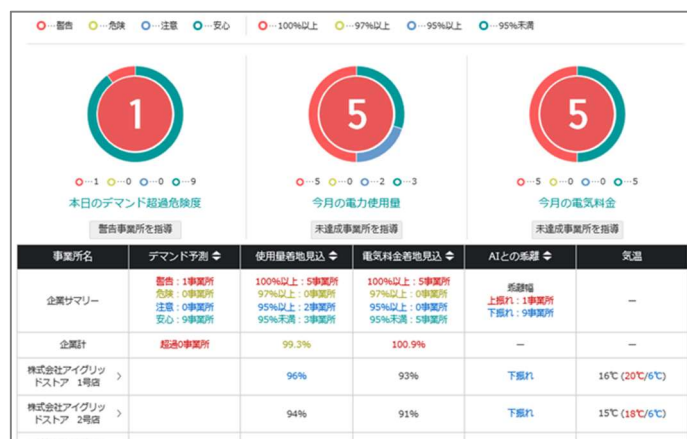 ○…警告 ○…危険 ○…注意 ○…安心 ○…100%以上 ○…97%以上 ○…95%以上 ○…95%未満
1 5 5
○…1 ○…0 ○…0 ○…9 ○…5 ○…0 ○…2 ○…3 ○…5 ○…0 ○…0 ○…5
本日のデマンド超過危険度 今月の電力使用量 今月の電気料金
警告事業所を指導 未達成事業所を指導 未達成事業所を指導
事業所名 デマンド予測 使用量着地見込 電気料金着地見込 AIとの乖離 気温
企業サマリー
警告:1事業所
危険:0事業所
注意:0事業所
安心:9事業所
100%以上:5事業所
97%以上:0事業所
95%以上:2事業所
95%未満:3事業所
100%以上:5事業所
97%以上:0事業所
95%以上:0事業所
95%未満:5事業所
乖離幅
上振れ:1事業所
下振れ:9事業所
−
企業計 超過0事業所 99.3% 100.9% − −
株式会社アイグリッ
ドストア 1号店
96% 93% 下振れ 16℃ (20℃/6℃)
株式会社アイグリッ
ドストア 2号店
94% 91% 下振れ 15℃ (18℃/6℃)